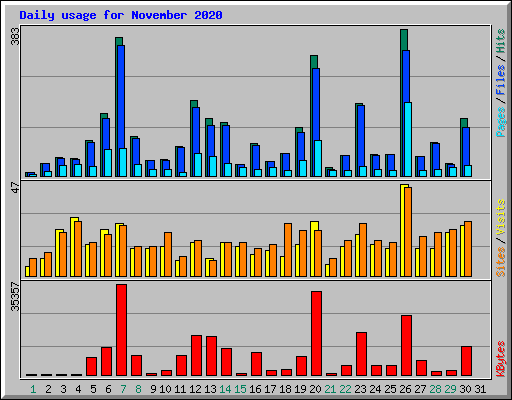 Daily usage for November 2020
383
Pages / Files / Hits
47
Sites / Visits
35357
KBytes
1 2 3 4 5 6 7 8 9 10 11 12 13 14 15 16 17 18 19 20 21 22 23 24 25 26 27 28 29 30 31